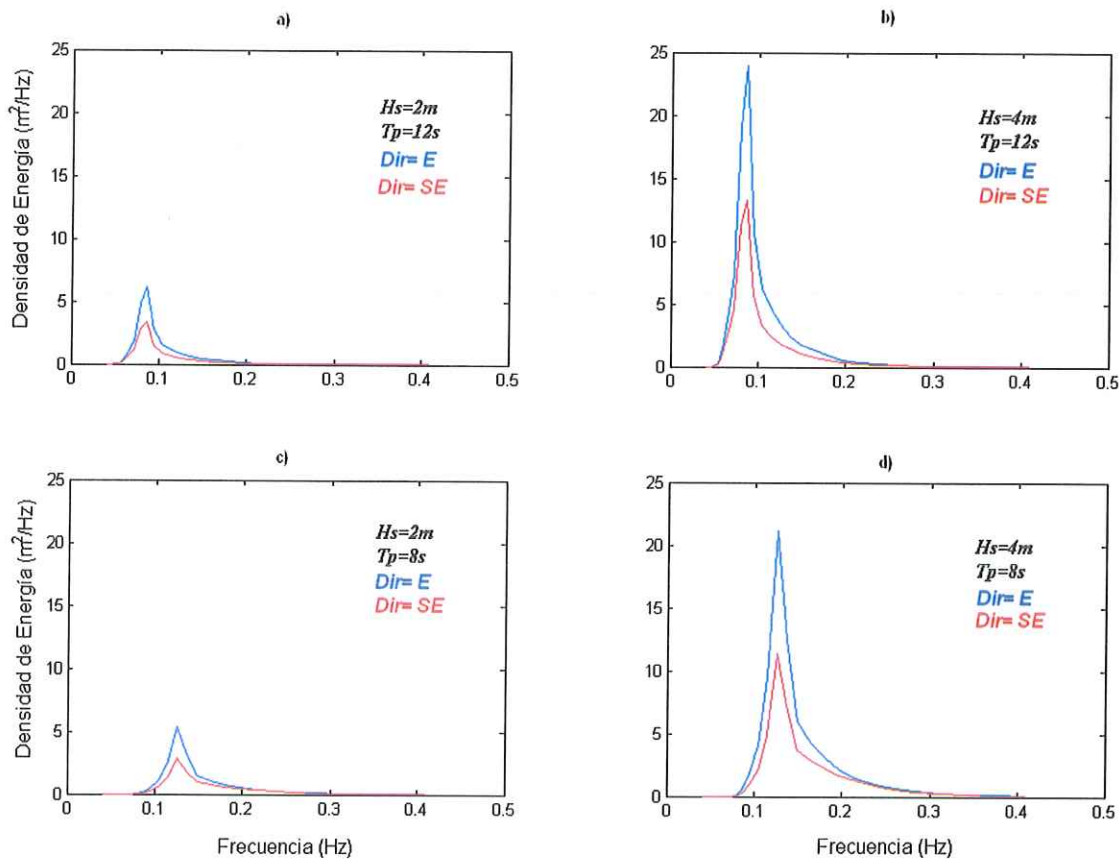 a)
25
20
15
10
5
0
Densidad de Energía (m²/Hz)
Hs=2m
Tp=12s
Dir= E
Dir= SE
0 0.1 0.2 0.3 0.4 0.5
b)
25
20
15
10
5
0
Hs=4m
Tp=12s
Dir= E
Dir= SE
0 0.1 0.2 0.3 0.4 0.5
c)
25
20
15
10
5
0
Densidad de Energía (m²/Hz)
Hs=2m
Tp=8s
Dir= E
Dir= SE
0 0.1 0.2 0.3 0.4 0.5
Frecuencia (Hz)
d)
25
20
15
10
5
0
Hs=4m
Tp=8s
Dir= E
Dir= SE
0 0.1 0.2 0.3 0.4 0.5
Frecuencia (Hz)